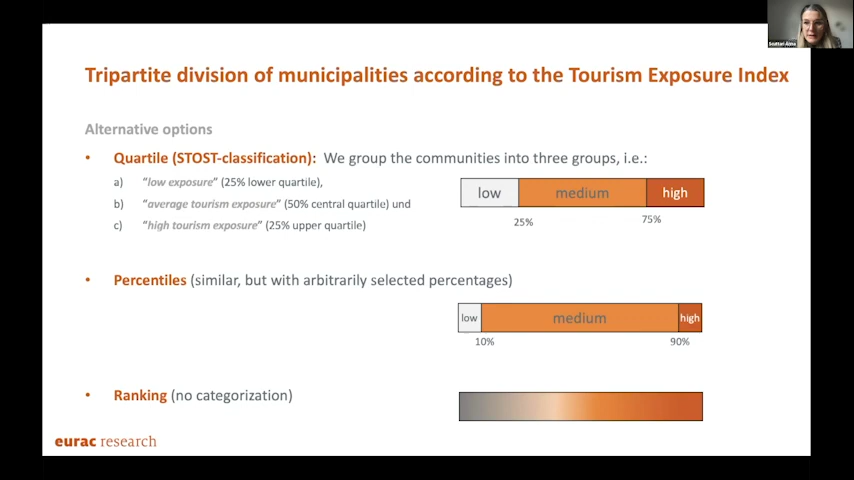 Scuttari Anna
Tripartite division of municipalities according to the Tourism Exposure Index
Alternative options
• Quartile (STOST-classification): We group the communities into three groups, i.e.:
a) “low exposure” (25% lower quartile),
b) “average tourism exposure” (50% central quartile) und
c) “high tourism exposure” (25% upper quartile)
low medium high
25% 75%
• Percentiles (similar, but with arbitrarily selected percentages)
low medium high
10% 90%
• Ranking (no categorization)
eurac research